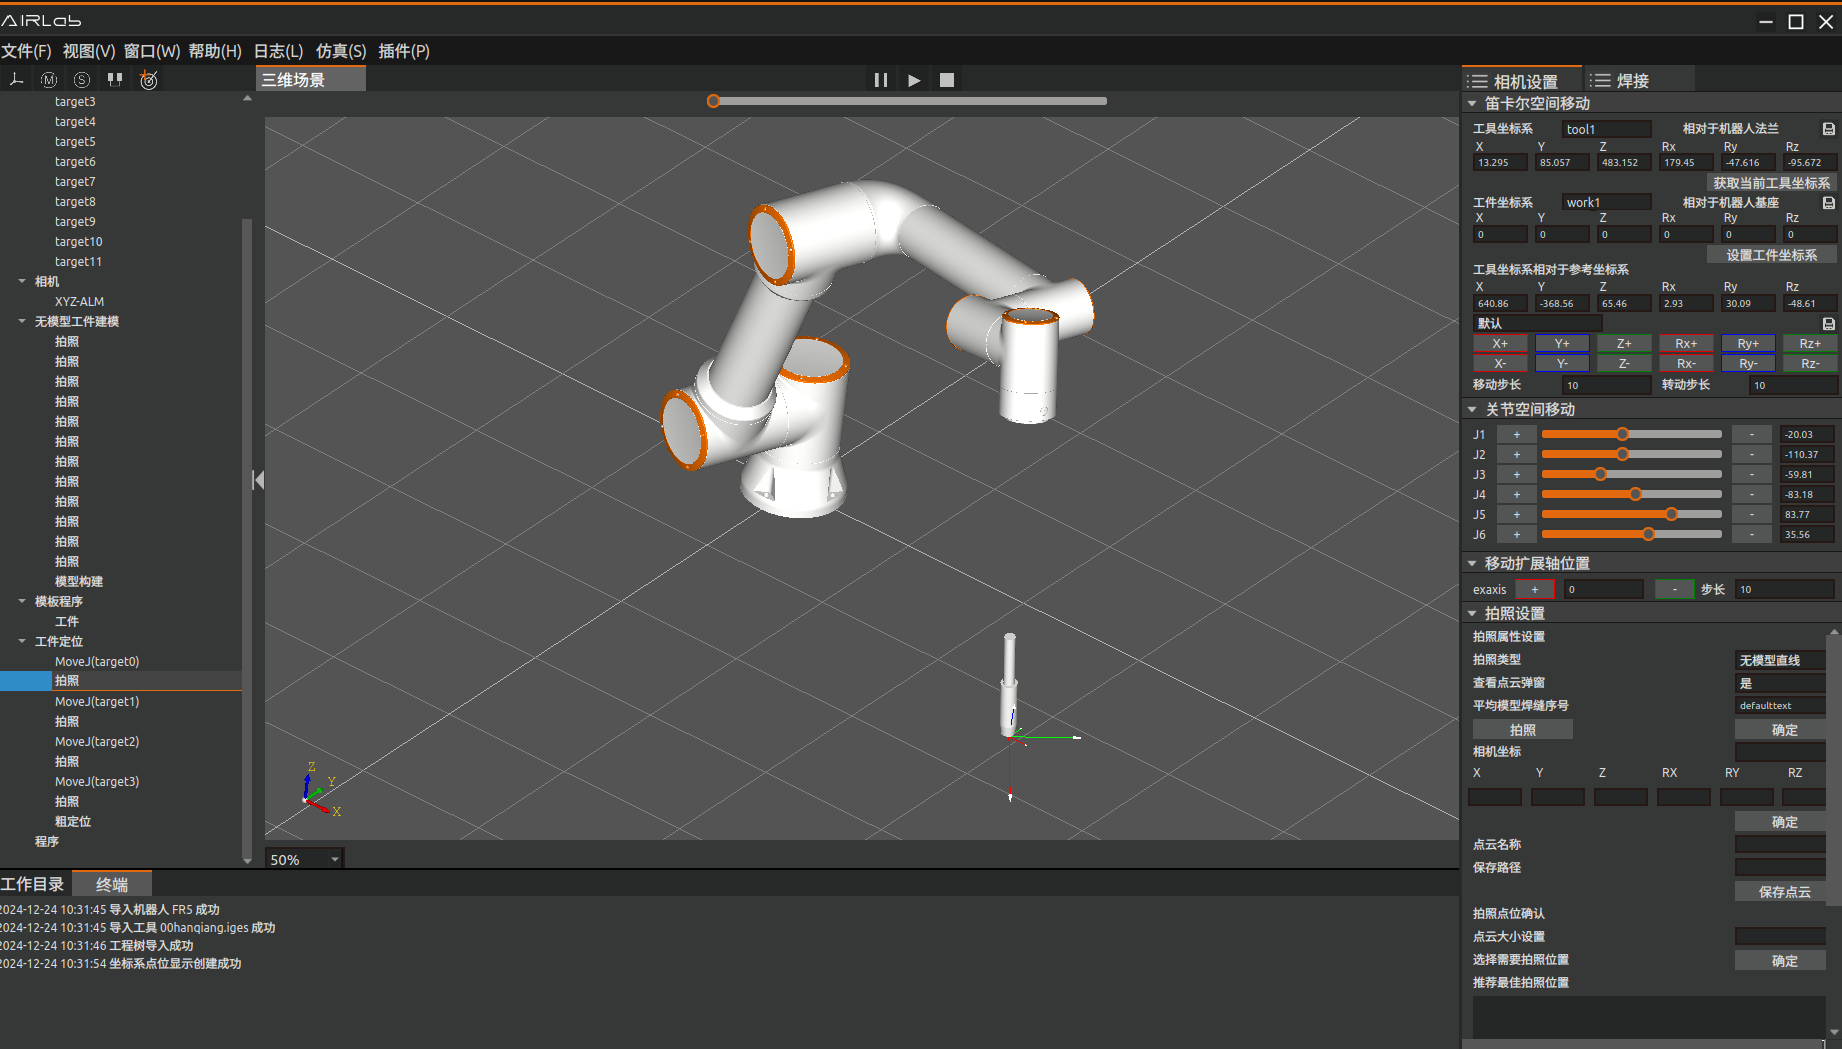 AIRLab
文件(F) 视图(V) 窗口(W) 帮助(H) 日志(L) 仿真(S) 插件(P)
M S
三维场景
target3
target4
target5
target6
target7
target8
target9
target10
target11
相机
XYZ-ALM
无模型工件建模
拍照
拍照
拍照
拍照
拍照
拍照
拍照
拍照
拍照
拍照
拍照
拍照
模型构建
模板程序
工件
工件定位
MoveJ(target0)
拍照
MoveJ(target1)
拍照
MoveJ(target2)
拍照
MoveJ(target3)
拍照
粗定位
程序
Z
Y
X
50%
工作目录 终端
2024-12-24 10:31:45 导入机器人 FR5 成功
2024-12-24 10:31:45 导入工具 00hanqiang.iges 成功
2024-12-24 10:31:46 工程树导入成功
2024-12-24 10:31:54 坐标系点位显示创建成功
相机设置 焊接
笛卡尔空间移动
工具坐标系 tool1 相对于机器人法兰
X Y Z Rx Ry Rz
13.295 85.057 483.152 179.45 -47.616 -95.672
获取当前工具坐标系
工件坐标系 work1 相对于机器人基座
X Y Z Rx Ry Rz
0 0 0 0 0 0
设置工件坐标系
工具坐标系相对于参考坐标系
X Y Z Rx Ry Rz
640.86 -368.56 65.46 2.93 30.09 -48.61
默认
X+ Y+ Z+ Rx+ Ry+ Rz+
X- Y- Z- Rx- Ry- Rz-
移动步长 10 转动步长 10
关节空间移动
J1 + - -20.03
J2 + - -110.37
J3 + - -59.81
J4 + - -83.18
J5 + - 83.77
J6 + - 35.56
移动扩展轴位置
exaxis + 0 - 步长 10
拍照设置
拍照属性设置
拍照类型 无模型直线
查看点云弹窗 是
平均模型焊缝序号 defaulttext
拍照 确定
相机坐标
X Y Z RX RY RZ
确定
点云名称
保存路径
保存点云
拍照点位确认
点云大小设置
选择需要拍照位置 确定
推荐最佳拍照位置